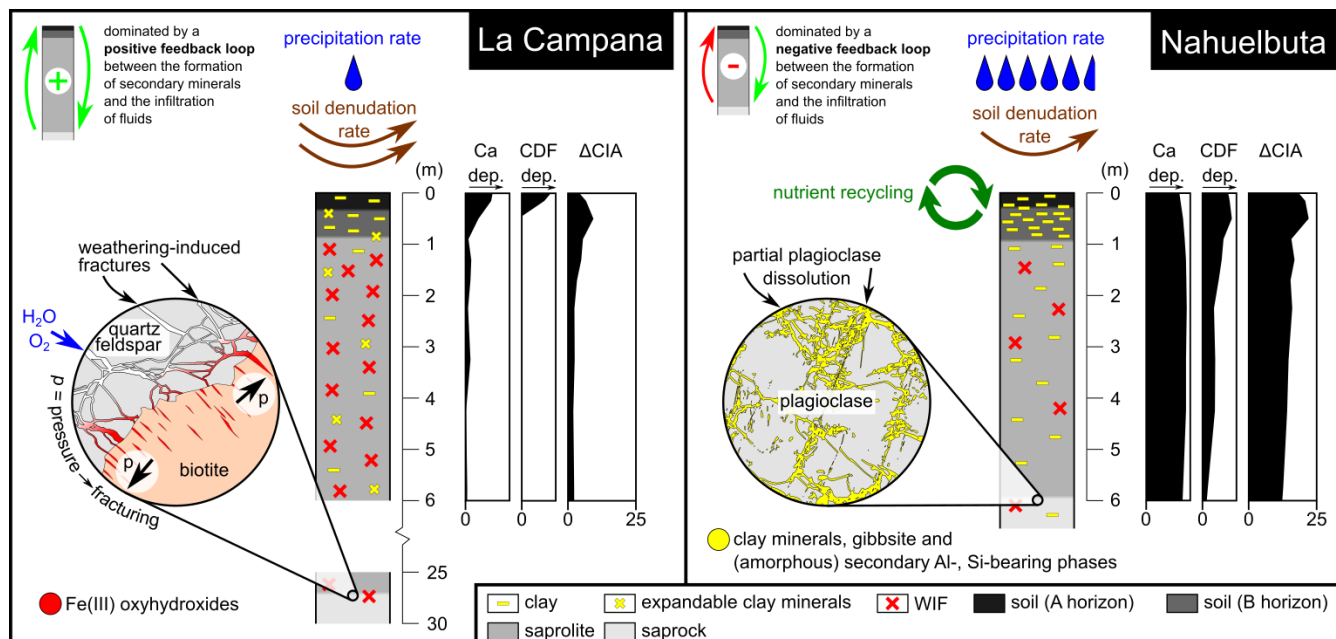 dominated by a
positive feedback loop
between the formation
of secondary minerals
and the infiltration
of fluids
+
precipitation rate
La Campana
soil denudation
rate
(m)
Ca
dep.
CDF
dep.
ΔCIA
0
1
2
3
4
5
6
25
30
0
0
0
25
weathering-induced
fractures
H2O
O2
quartz
feldspar
p
p
biotite
p = pressure → fracturing
Fe(III) oxyhydroxides
dominated by a
negative feedback loop
between the formation
of secondary minerals
and the infiltration
of fluids
-
precipitation rate
Nahuelbuta
soil denudation
rate
nutrient recycling
(m)
Ca
dep.
CDF
dep.
ΔCIA
0
1
2
3
4
5
6
0
0
0
25
partial plagioclase
dissolution
plagioclase
clay minerals, gibbsite and
(amorphous) secondary Al-, Si-bearing phases
clay
expandable clay minerals
WIF
soil (A horizon)
soil (B horizon)
saprolite
saprock